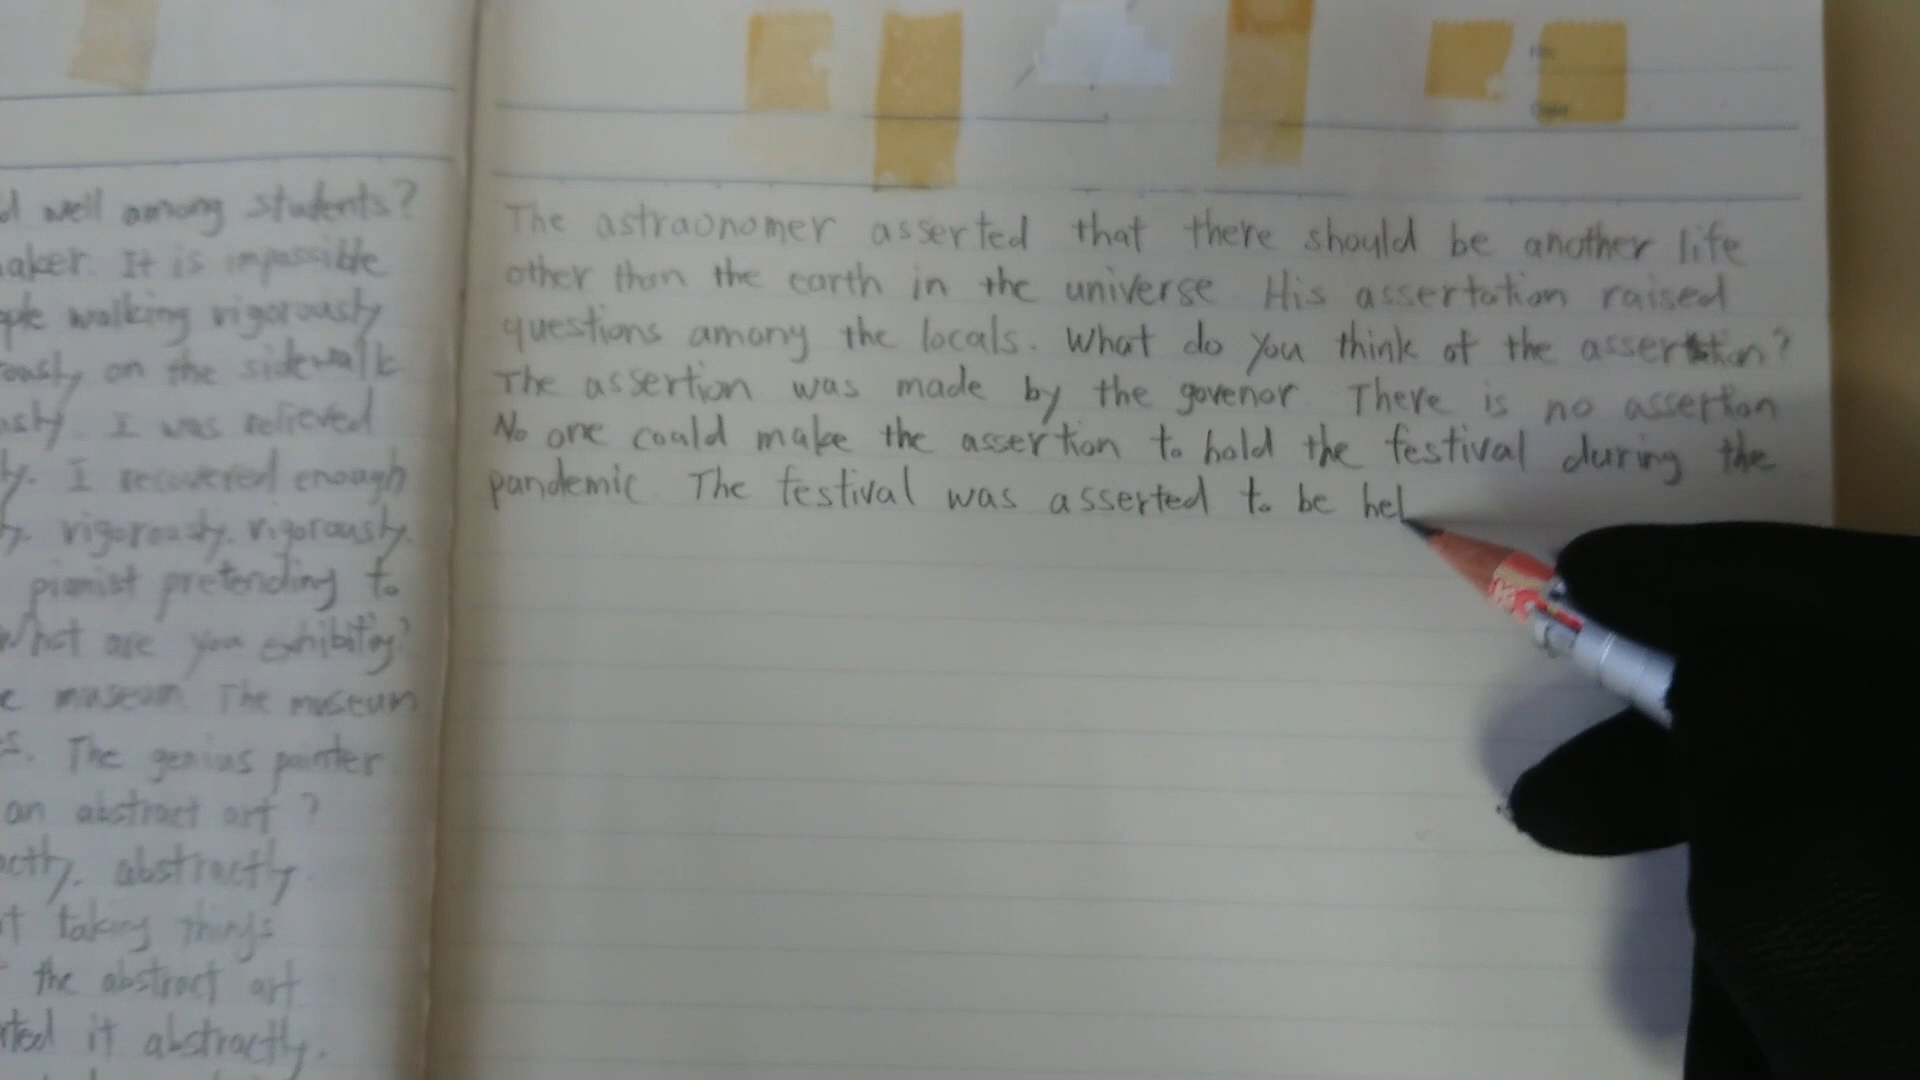 d well among students?
aker. It is impossible
ple walking vigorously
rously on the sidewalk
usly. I was relieved
ly. I recovered enough
y. vigorously. vigorously.
pianist pretending to
What are you exhibiting?
e museum. The museum
s. The genius painter
an abstract art?
actly. abstractly.
t taking things
the abstract art
ted it abstractly.
No.
Date
The astraonomer asserted that there should be another life
other than the earth in the universe. His assertation raised
questions among the locals. What do you think of the assertion?
The assertion was made by the govenor. There is no assertion
No one could make the assertion to hold the festival during the
pandemic. The festival was asserted to be hel